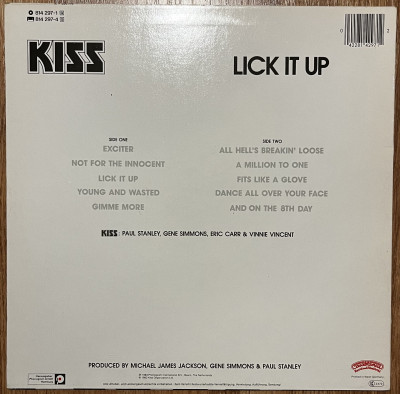 814 297-1
814 297-4
KISS
LICK IT UP
SIDE ONE
EXCITER
NOT FOR THE INNOCENT
LICK IT UP
YOUNG AND WASTED
GIMME MORE
SIDE TWO
ALL HELL'S BREAKIN' LOOSE
A MILLION TO ONE
FITS LIKE A GLOVE
DANCE ALL OVER YOUR FACE
AND ON THE 8TH DAY
KISS: PAUL STANLEY, GENE SIMMONS, ERIC CARR & VINNIE VINCENT
PRODUCED BY MICHAEL JAMES JACKSON, GENE SIMMONS & PAUL STANLEY